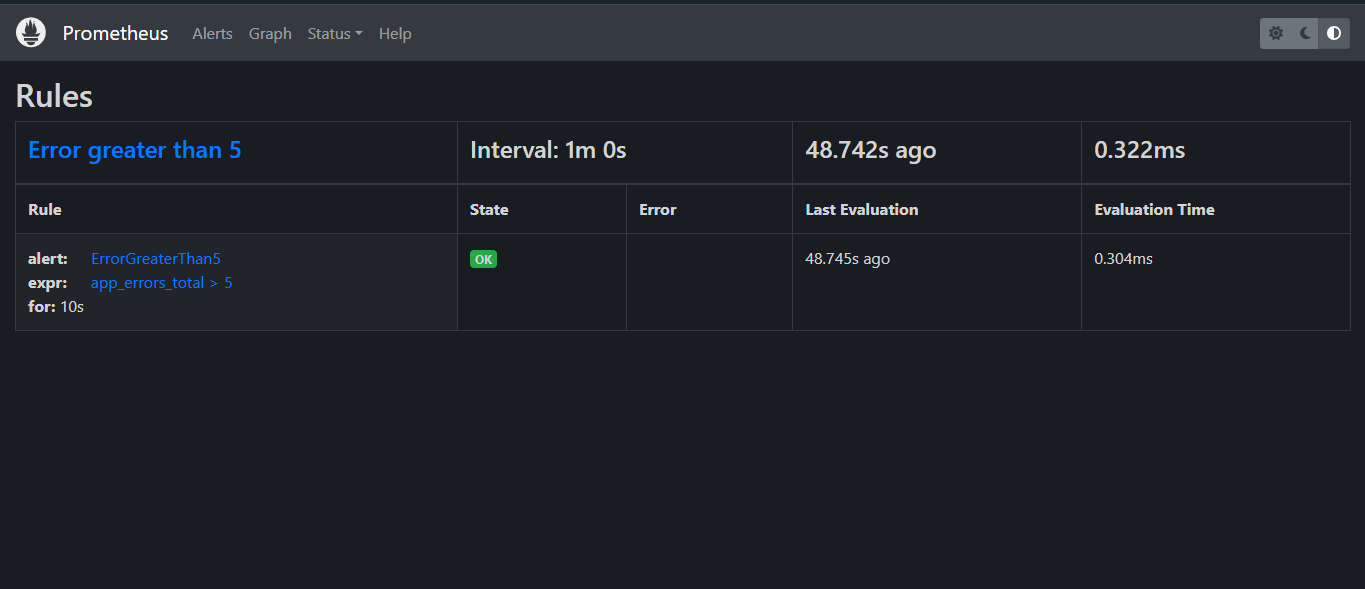 Prometheus Alerts Graph Status Help
Rules
Error greater than 5 Interval: 1m 0s 48.742s ago 0.322ms
Rule State Error Last Evaluation Evaluation Time
alert: ErrorGreaterThan5 OK 48.745s ago 0.304ms
expr: app_errors_total > 5
for: 10s